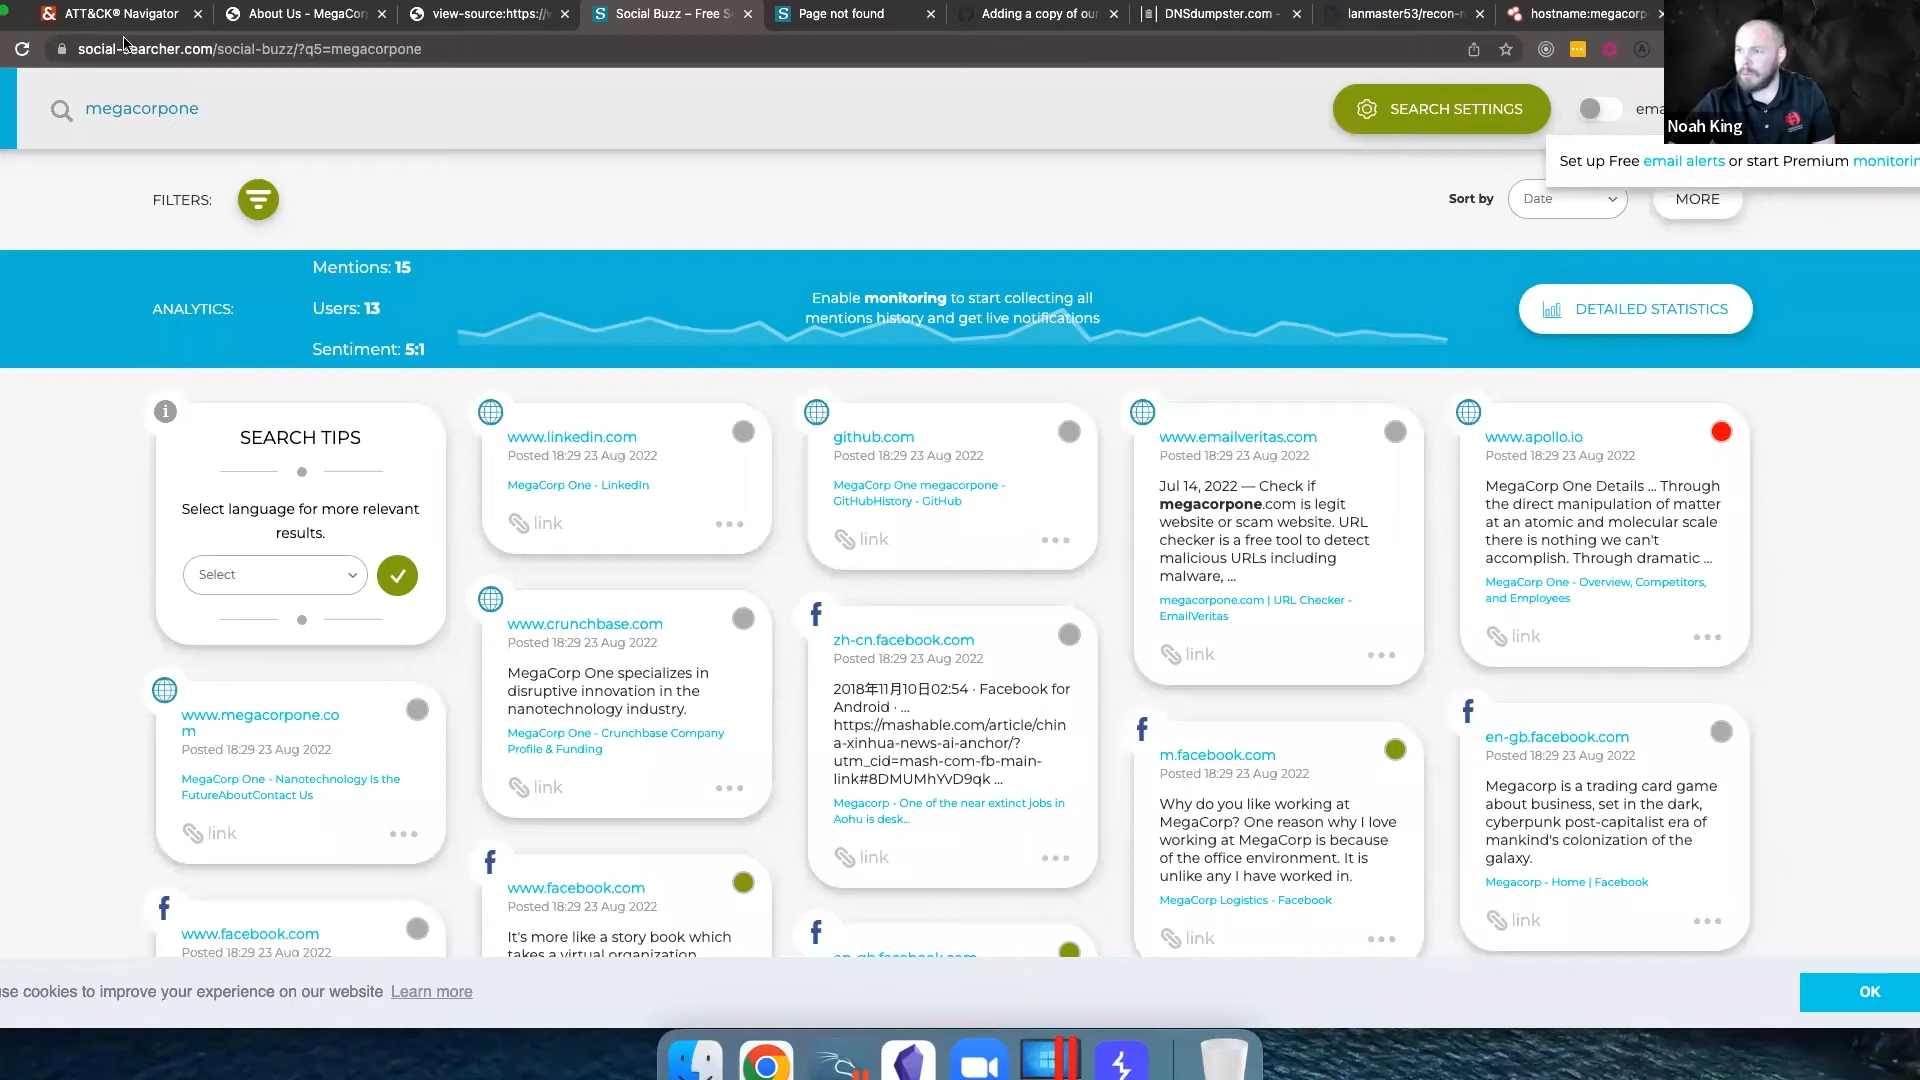 ATT&CK® Navigator
About Us - MegaCor
view-source:https://w
Social Buzz – Free S
Page not found
Adding a copy of our
DNSdumpster.com -
lanmaster53/recon-n
hostname:megacorp
social-searcher.com/social-buzz/?q5=megacorpone
megacorpone
SEARCH SETTINGS
ema
Noah King
Set up Free email alerts or start Premium monitorin
FILTERS:
Sort by
Date
MORE
ANALYTICS:
Mentions: 15
Users: 13
Sentiment: 5:1
Enable monitoring to start collecting all
mentions history and get live notifications
DETAILED STATISTICS
SEARCH TIPS
Select language for more relevant
results.
Select
www.megacorpone.co
m
Posted 18:29 23 Aug 2022
MegaCorp One - Nanotechnology Is the
FutureAboutContact Us
link
www.facebook.com
Posted 18:29 23 Aug 2022
www.linkedin.com
Posted 18:29 23 Aug 2022
MegaCorp One - LinkedIn
link
www.crunchbase.com
Posted 18:29 23 Aug 2022
MegaCorp One specializes in
disruptive innovation in the
nanotechnology industry.
MegaCorp One - Crunchbase Company
Profile & Funding
link
www.facebook.com
Posted 18:29 23 Aug 2022
It's more like a story book which
takes a virtual organization
github.com
Posted 18:29 23 Aug 2022
MegaCorp One megacorpone -
GitHubHistory - GitHub
link
zh-cn.facebook.com
Posted 18:29 23 Aug 2022
2018年11月10日02:54 · Facebook for
Android · ...
https://mashable.com/article/chin
a-xinhua-news-ai-anchor/?
utm_cid=mash-com-fb-main-
link#8DMUMhYvD9qk ...
Megacorp - One of the near extinct jobs in
Aohu is desk...
link
en-gb.facebook.com
www.emailveritas.com
Posted 18:29 23 Aug 2022
Jul 14, 2022 — Check if
megacorpone.com is legit
website or scam website. URL
checker is a free tool to detect
malicious URLs including
malware, ...
megacorpone.com | URL Checker -
EmailVeritas
link
m.facebook.com
Posted 18:29 23 Aug 2022
Why do you like working at
MegaCorp? One reason why I love
working at MegaCorp is because
of the office environment. It is
unlike any I have worked in.
MegaCorp Logistics - Facebook
link
www.apollo.io
Posted 18:29 23 Aug 2022
MegaCorp One Details ... Through
the direct manipulation of matter
at an atomic and molecular scale
there is nothing we can't
accomplish. Through dramatic ...
MegaCorp One - Overview, Competitors,
and Employees
link
en-gb.facebook.com
Posted 18:29 23 Aug 2022
Megacorp is a trading card game
about business, set in the dark,
cyberpunk post-capitalist era of
mankind's colonization of the
galaxy.
Megacorp - Home | Facebook
link
use cookies to improve your experience on our website Learn more
OK